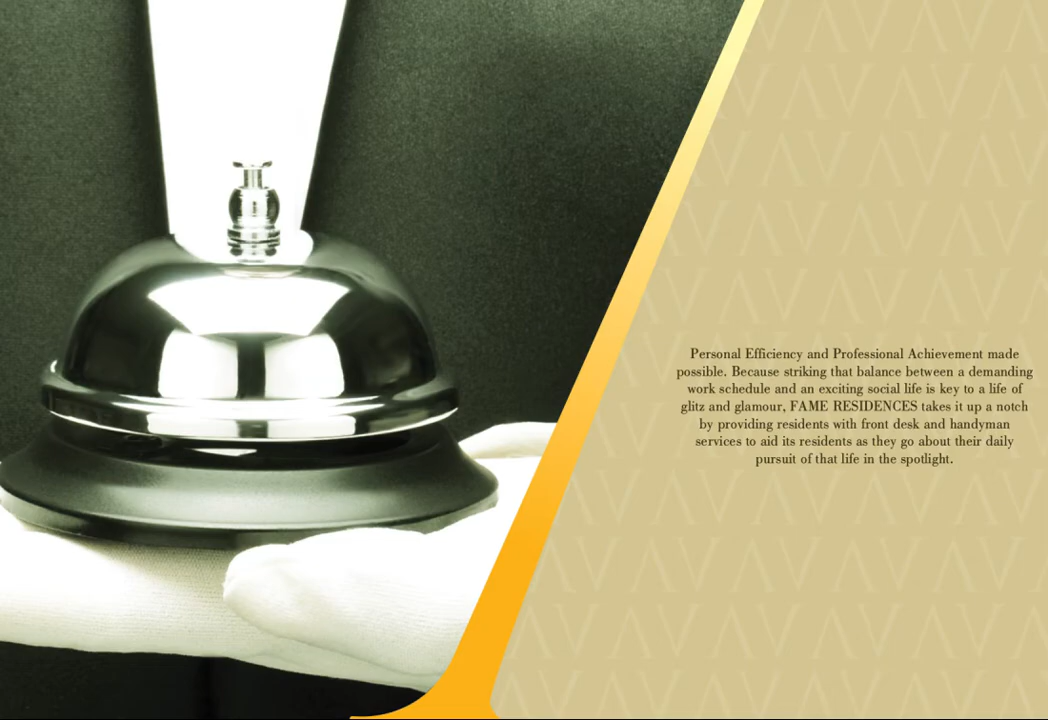 Personal Efficiency and Professional Achievement made
possible. Because striking that balance between a demanding
work schedule and an exciting social life is key to a life of
glitz and glamour, FAME RESIDENCES takes it up a notch
by providing residents with front desk and handyman
services to aid its residents as they go about their daily
pursuit of that life in the spotlight.